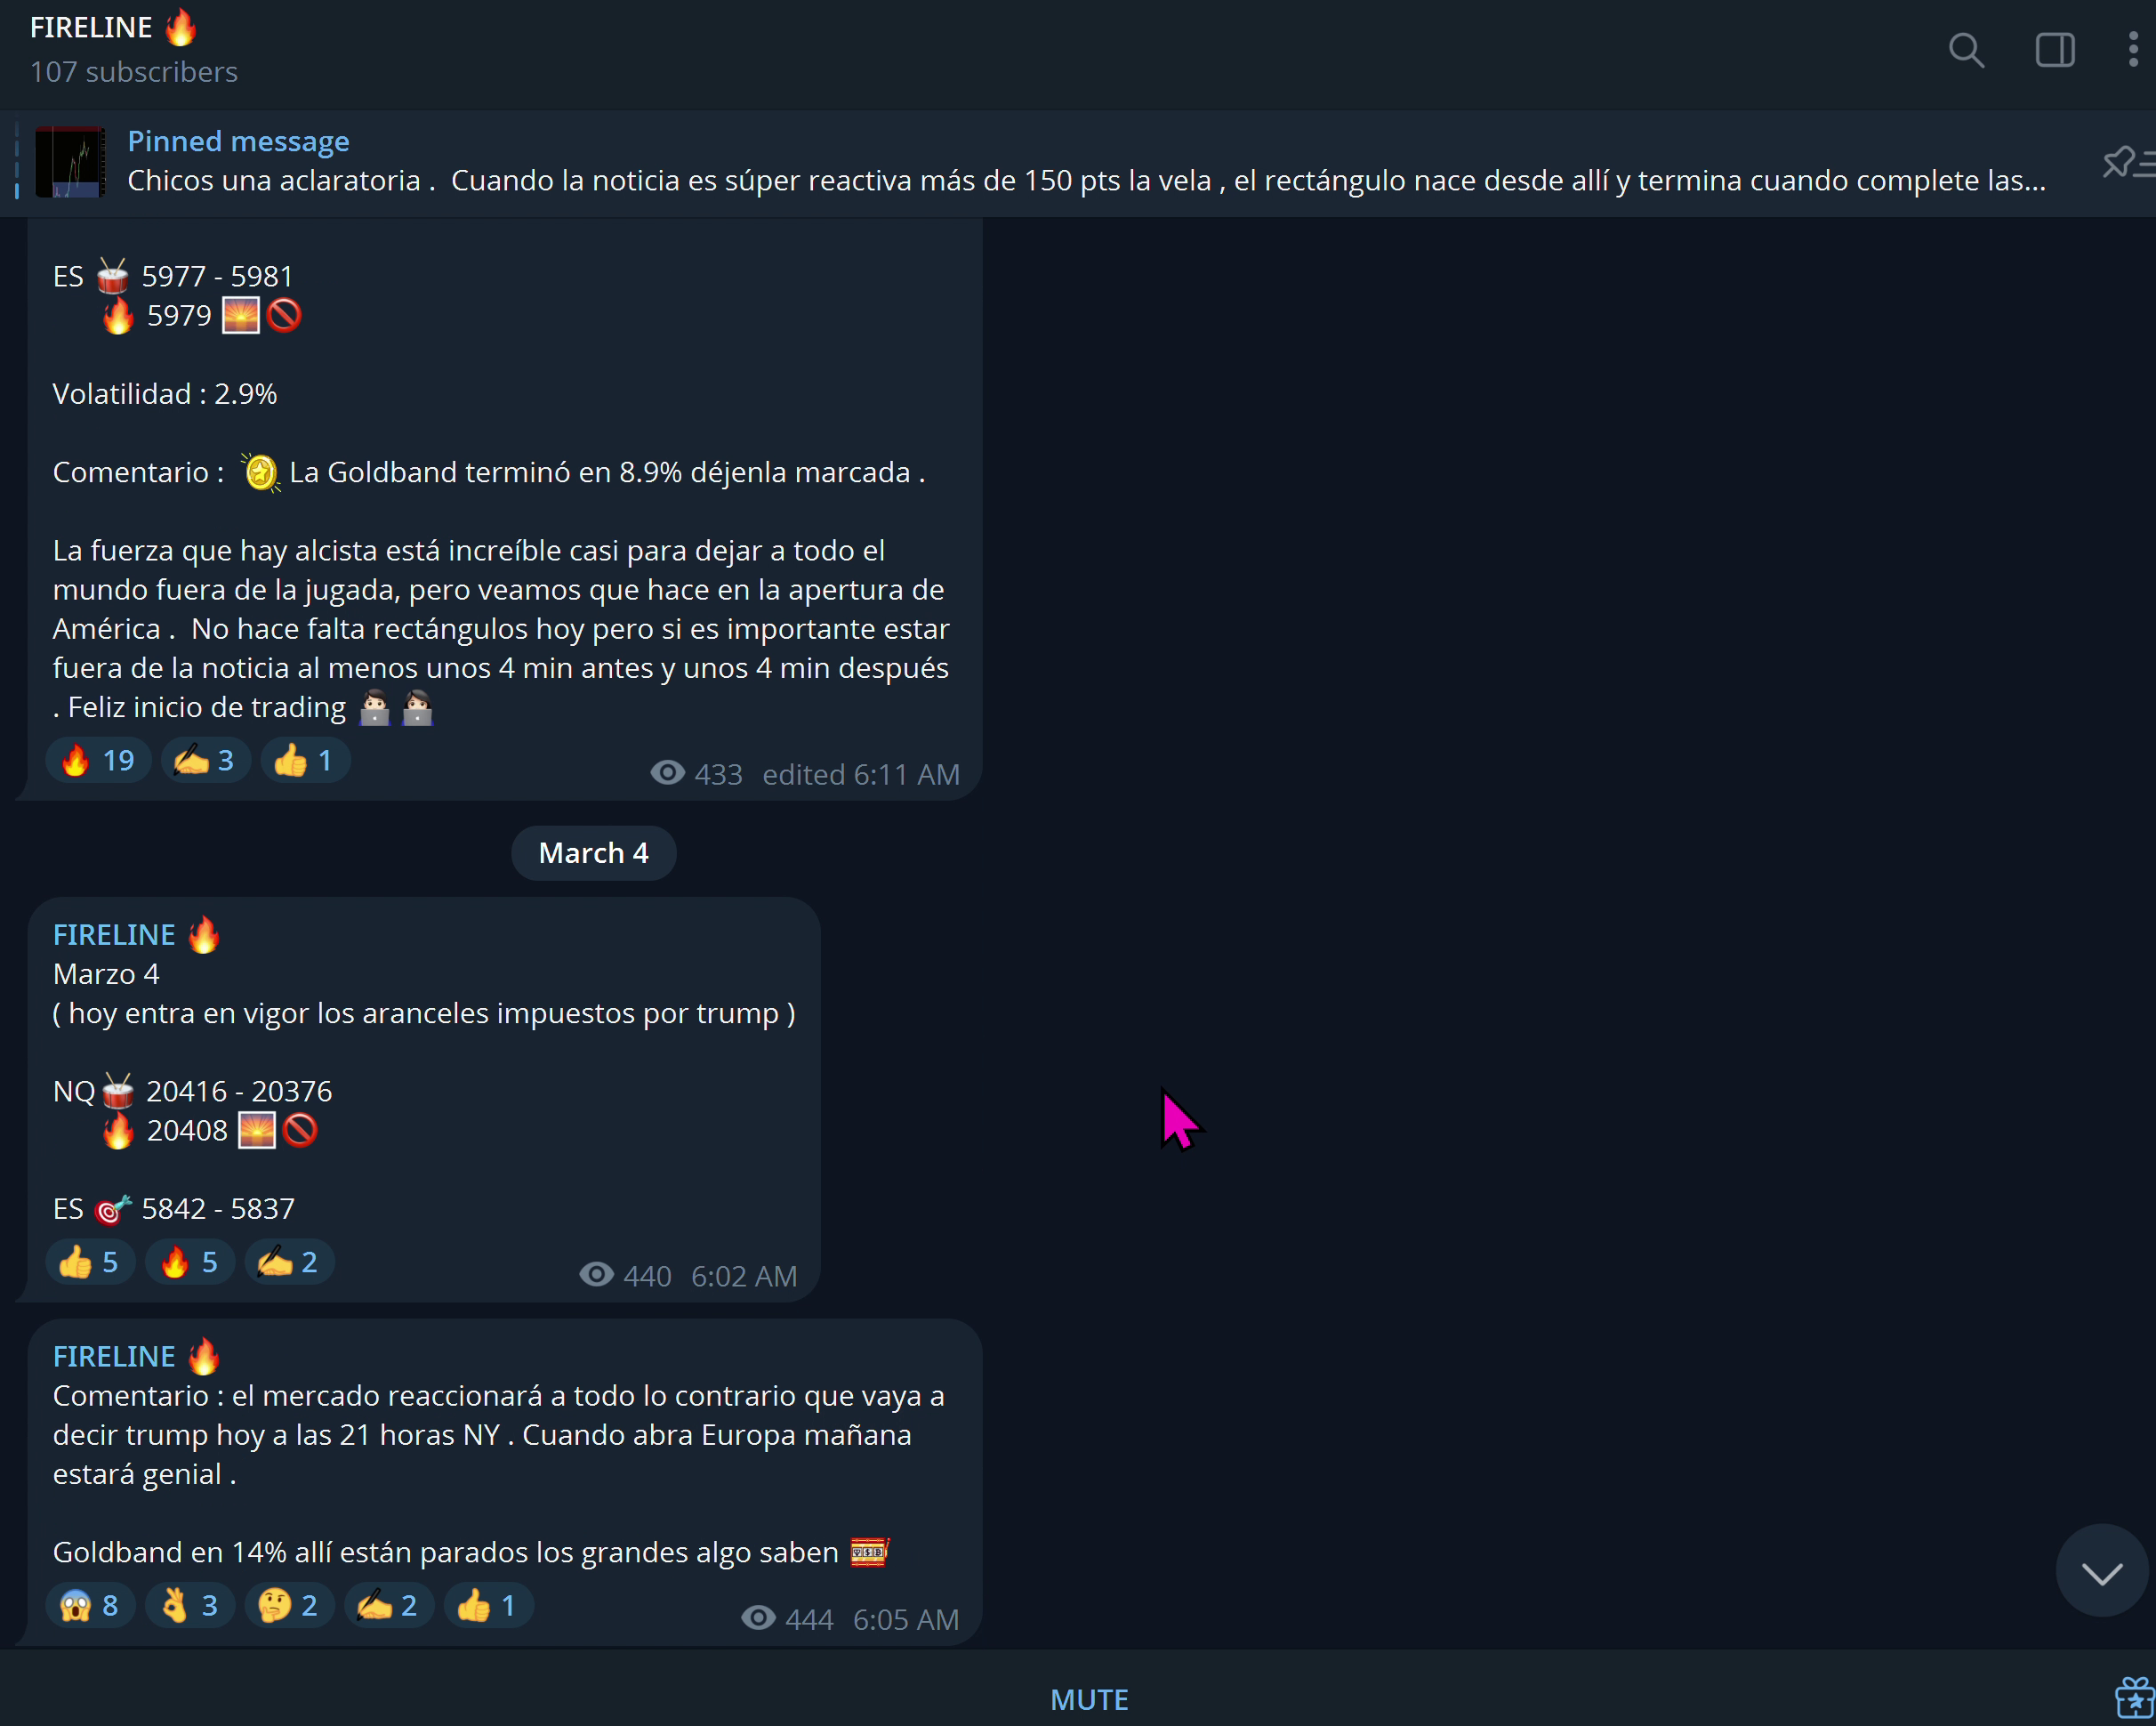 FIRELINE 🔥
107 subscribers
Pinned message
Chicos una aclaratoria .  Cuando la noticia es súper reactiva más de 150 pts la vela , el rectángulo nace desde allí y termina cuando complete las...
ES 🥁 5977 - 5981
🔥 5979 🌅🚫
Volatilidad : 2.9%
Comentario :  🪙 La Goldband terminó en 8.9% déjenla marcada .
La fuerza que hay alcista está increíble casi para dejar a todo el
mundo fuera de la jugada, pero veamos que hace en la apertura de
América .  No hace falta rectángulos hoy pero si es importante estar
fuera de la noticia al menos unos 4 min antes y unos 4 min después
. Feliz inicio de trading 👨🏻‍💻 👩🏻‍💻
🔥 19 ✍️ 3 👍 1
433 edited 6:11 AM
March 4
FIRELINE 🔥
Marzo 4
( hoy entra en vigor los aranceles impuestos por trump )
NQ🥁 20416 - 20376
🔥 20408 🌅🚫
ES 🎯 5842 - 5837
👍 5 🔥 5 ✍️ 2
440 6:02 AM
FIRELINE 🔥
Comentario : el mercado reaccionará a todo lo contrario que vaya a
decir trump hoy a las 21 horas NY . Cuando abra Europa mañana
estará genial .
Goldband en 14% allí están parados los grandes algo saben 🎰
😱 8 👌 3 🤔 2 ✍️ 2 👍 1
444 6:05 AM
MUTE